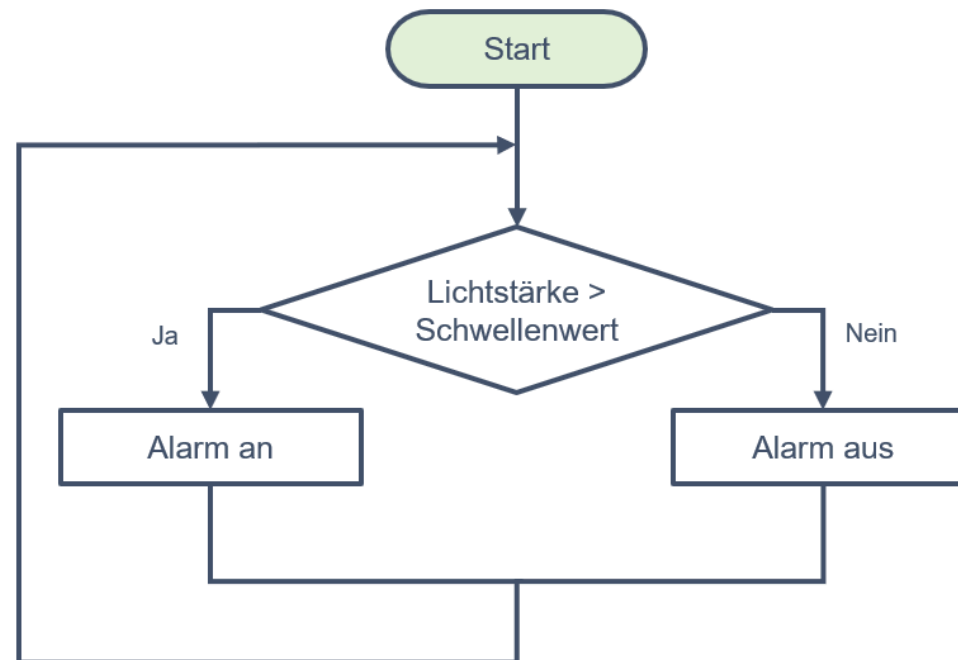 Start
Lichtstärke >
Schwellenwert
Ja
Nein
Alarm an
Alarm aus